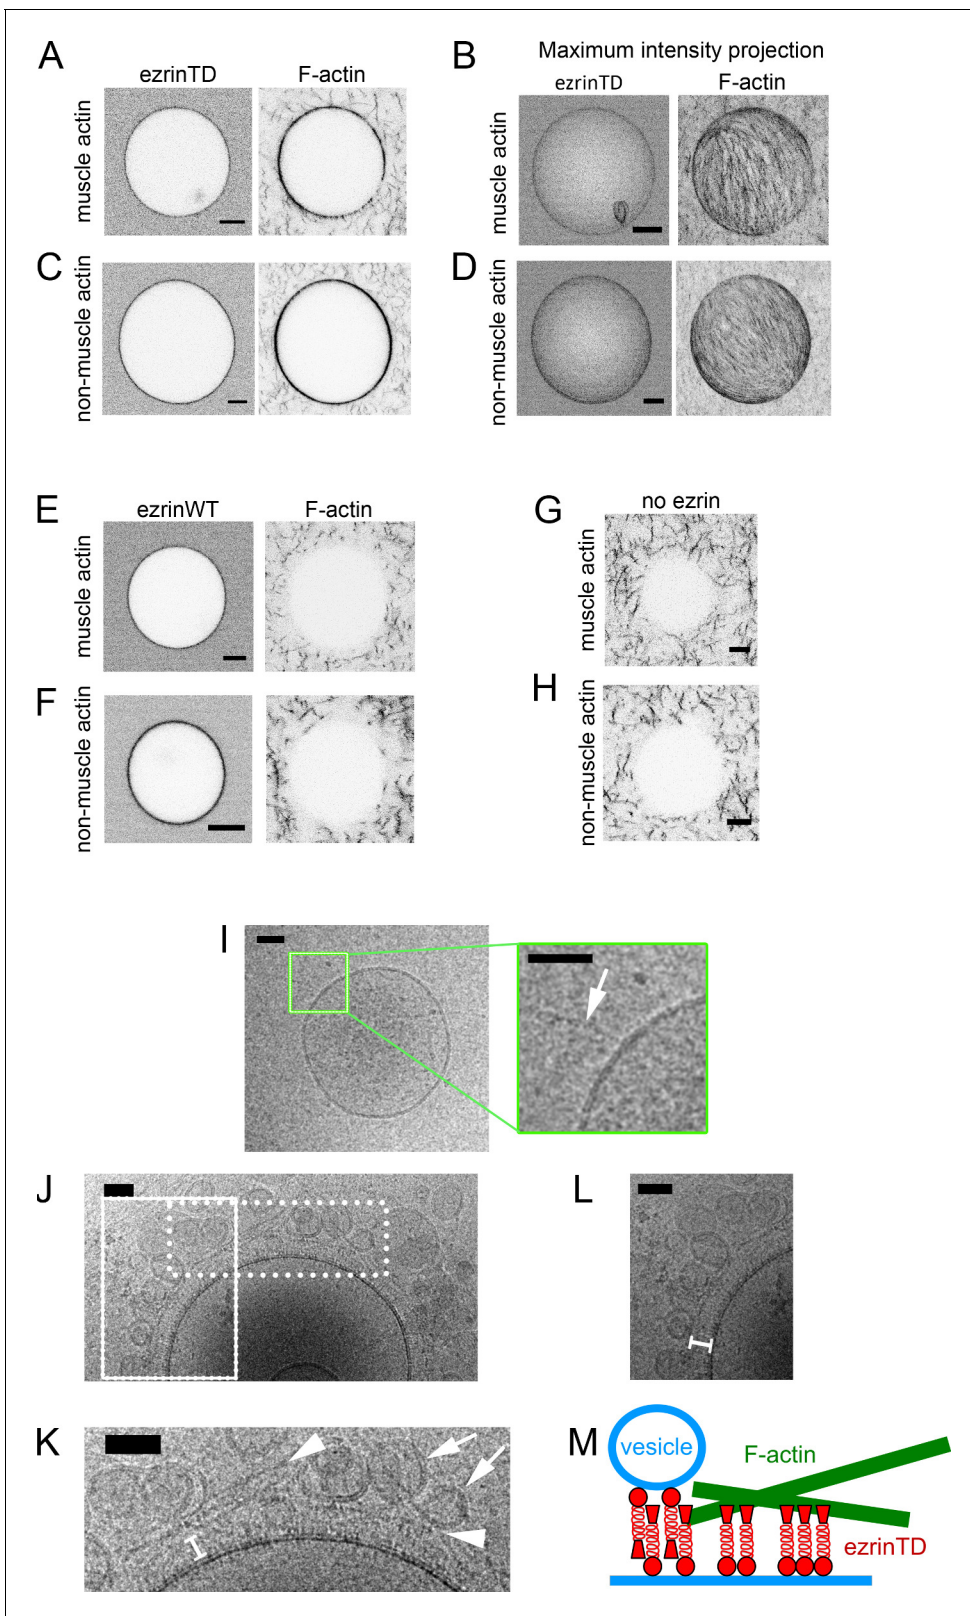 A
ezrinTD
F-actin
muscle actin
B
Maximum intensity projection
ezrinTD
F-actin
muscle actin
C
non-muscle actin
D
non-muscle actin
E
ezrinWT
F-actin
muscle actin
G
no ezrin
muscle actin
F
non-muscle actin
H
non-muscle actin
I
J
L
K
M
vesicle
F-actin
ezrinTD